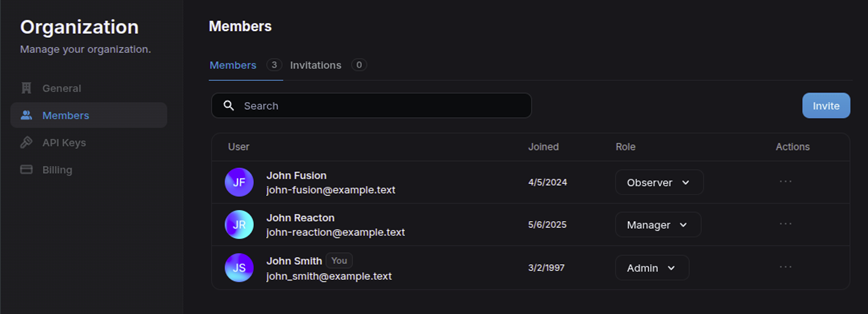 Organization
Manage your organization.
General
Members
API Keys
Billing
Members
Members 3 Invitations 0
Search
Invite
User Joined Role Actions
JF John Fusion
john-fusion@example.text 4/5/2024 Observer ...
JR John Reacton
john-reaction@example.text 5/6/2025 Manager ...
JS John Smith You
john_smith@example.text 3/2/1997 Admin ...